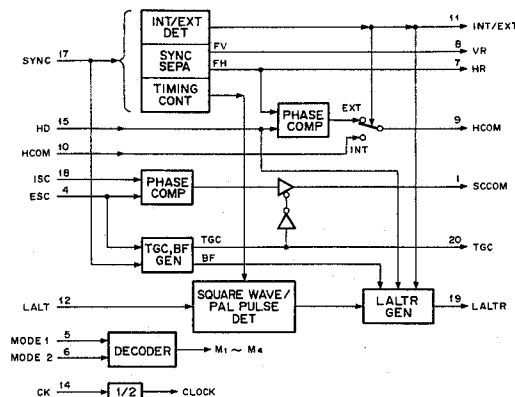 INT/EXT DET
11 INT/EXT
SYNC 17
SYNC SEPA
FV
8 VR
FH
7 HR
TIMING CONT
HD 15
PHASE COMP
EXT
9 HCOM
HCOM 10
INT
ISC 18
ESC 4
PHASE COMP
1 SCCOM
TGC, BF GEN
TGC
20 TGC
BF
LALT 12
SQUARE WAVE/ PAL PULSE DET
LALTR GEN
19 LALTR
MODE 1 5
MODE 2 6
DECODER
M1 ~ M4
CK 14
1/2
CLOCK